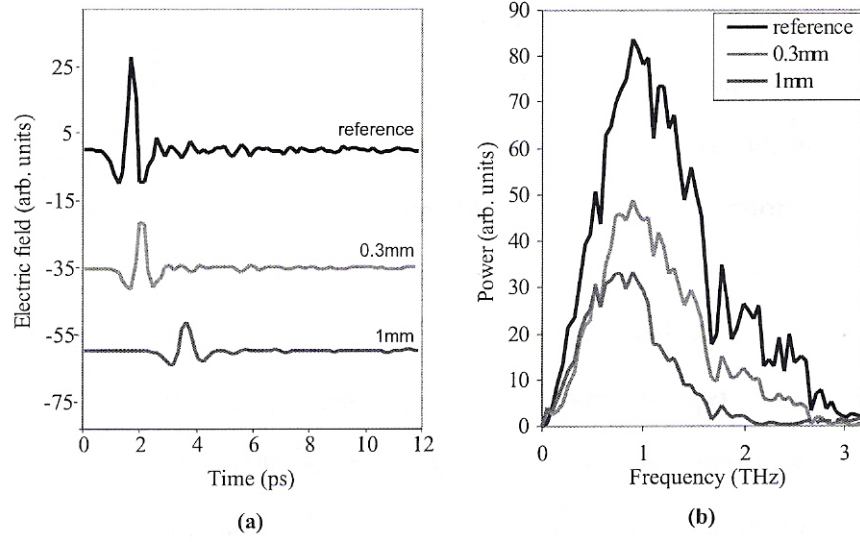 25
5
-15
-35
-55
-75
Electric field (arb. units)
reference
0.3mm
1mm
0
2
4
6
8
10
12
Time (ps)
(a)
90
80
70
60
50
40
30
20
10
0
Power (arb. units)
reference
0.3mm
1mm
0
1
2
3
Frequency (THz)
(b)